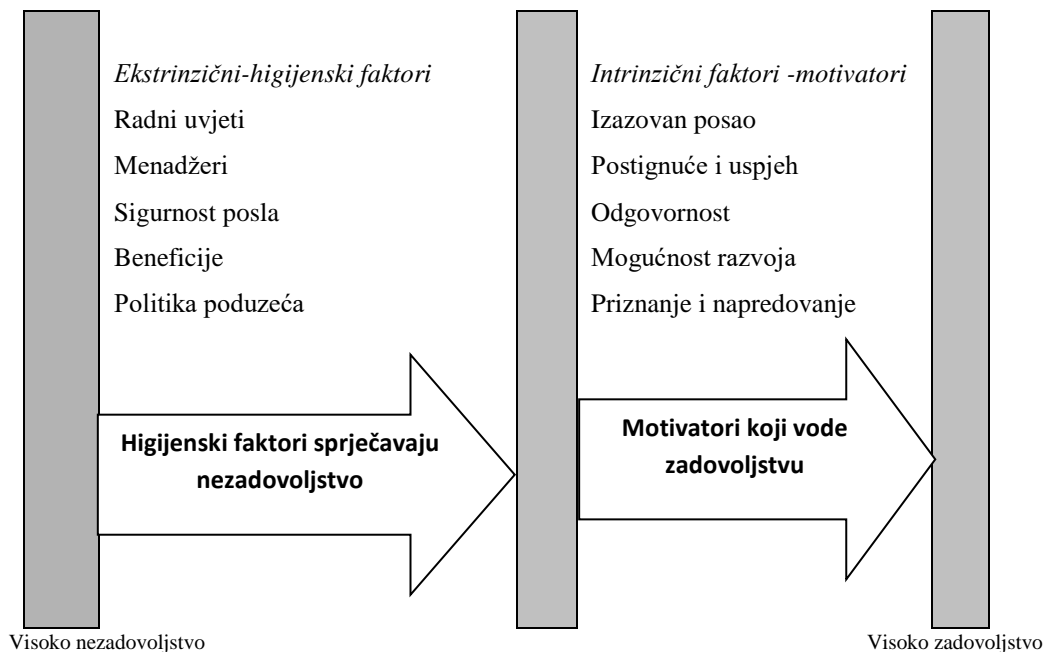 Ekstrinzični-higijenski faktori
Radni uvjeti
Menadžeri
Sigurnost posla
Beneficije
Politika poduzeća
Higijenski faktori sprječavaju
nezadovoljstvo
Intrinzični faktori -motivatori
Izazovan posao
Postignuće i uspjeh
Odgovornost
Mogućnost razvoja
Priznanje i napredovanje
Motivatori koji vode
zadovoljstvu
Visoko nezadovoljstvo
Visoko zadovoljstvo